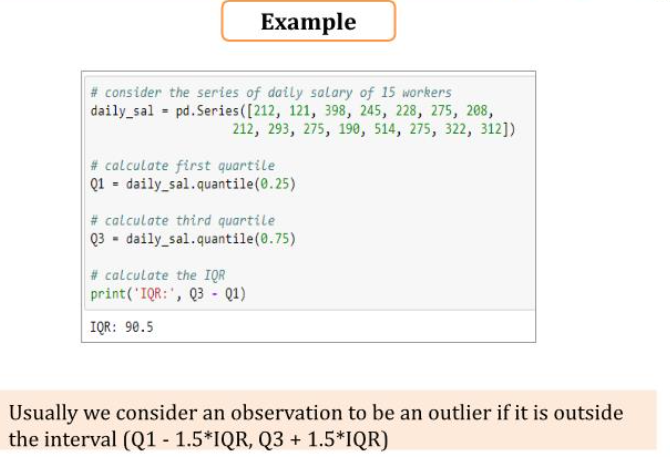 Example
# consider the series of daily salary of 15 workers
daily_sal = pd.Series([212, 121, 398, 245, 228, 275, 208,
212, 293, 275, 190, 514, 275, 322, 312])
# calculate first quartile
Q1 = daily_sal.quantile(0.25)
# calculate third quartile
Q3 = daily_sal.quantile(0.75)
# calculate the IQR
print('IQR:', Q3 - Q1)
IQR: 90.5
Usually we consider an observation to be an outlier if it is outside
the interval (Q1 - 1.5*IQR, Q3 + 1.5*IQR)